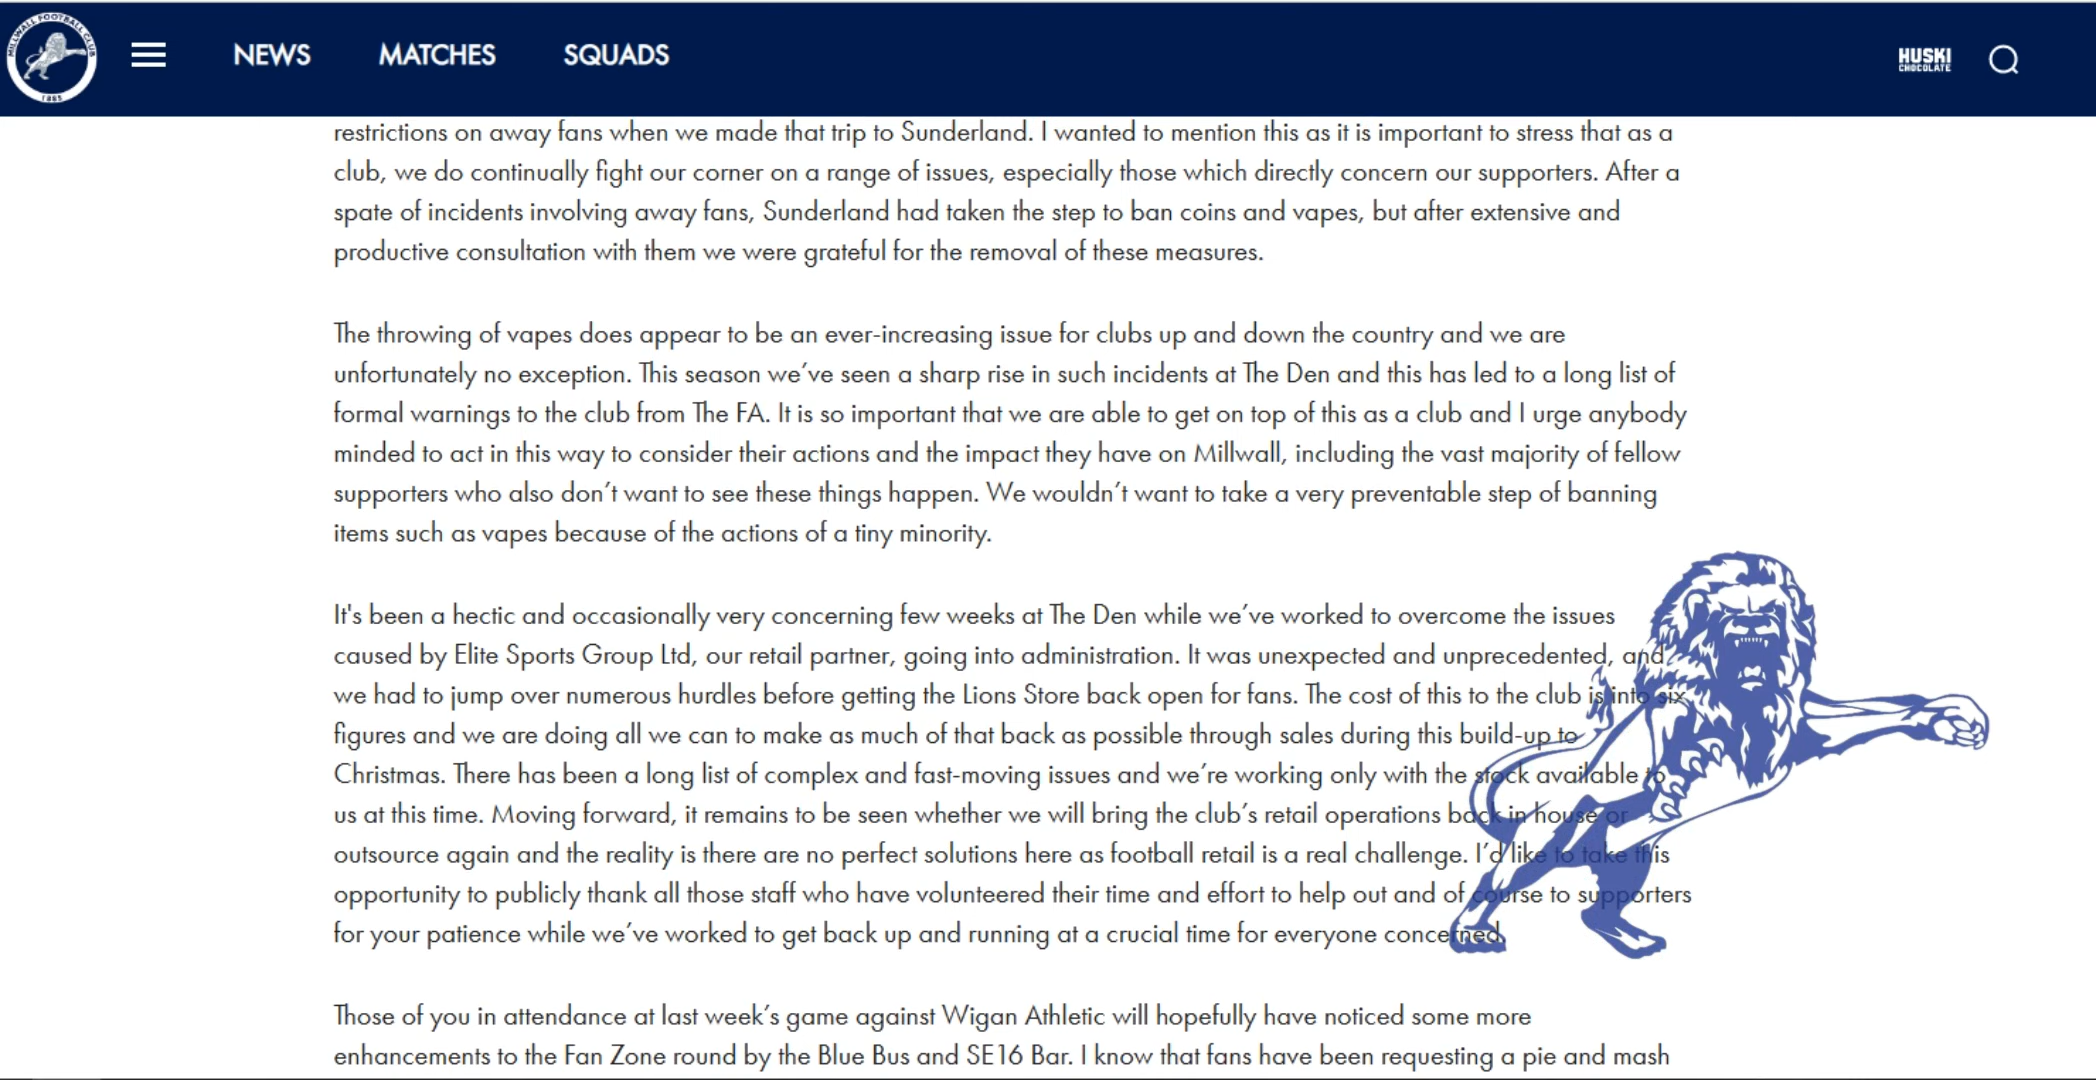 MILLWALL FOOTBALL CLUB
1885
NEWS MATCHES SQUADS
HUSKI
CHOCOLATE
restrictions on away fans when we made that trip to Sunderland. I wanted to mention this as it is important to stress that as a
club, we do continually fight our corner on a range of issues, especially those which directly concern our supporters. After a
spate of incidents involving away fans, Sunderland had taken the step to ban coins and vapes, but after extensive and
productive consultation with them we were grateful for the removal of these measures.
The throwing of vapes does appear to be an ever-increasing issue for clubs up and down the country and we are
unfortunately no exception. This season we’ve seen a sharp rise in such incidents at The Den and this has led to a long list of
formal warnings to the club from The FA. It is so important that we are able to get on top of this as a club and I urge anybody
minded to act in this way to consider their actions and the impact they have on Millwall, including the vast majority of fellow
supporters who also don’t want to see these things happen. We wouldn’t want to take a very preventable step of banning
items such as vapes because of the actions of a tiny minority.
It's been a hectic and occasionally very concerning few weeks at The Den while we’ve worked to overcome the issues
caused by Elite Sports Group Ltd, our retail partner, going into administration. It was unexpected and unprecedented, and
we had to jump over numerous hurdles before getting the Lions Store back open for fans. The cost of this to the club is into six
figures and we are doing all we can to make as much of that back as possible through sales during this build-up to
Christmas. There has been a long list of complex and fast-moving issues and we’re working only with the stock available to
us at this time. Moving forward, it remains to be seen whether we will bring the club’s retail operations back in house or
outsource again and the reality is there are no perfect solutions here as football retail is a real challenge. I’d like to take this
opportunity to publicly thank all those staff who have volunteered their time and effort to help out and of course to supporters
for your patience while we’ve worked to get back up and running at a crucial time for everyone concerned.
Those of you in attendance at last week’s game against Wigan Athletic will hopefully have noticed some more
enhancements to the Fan Zone round by the Blue Bus and SE16 Bar. I know that fans have been requesting a pie and mash